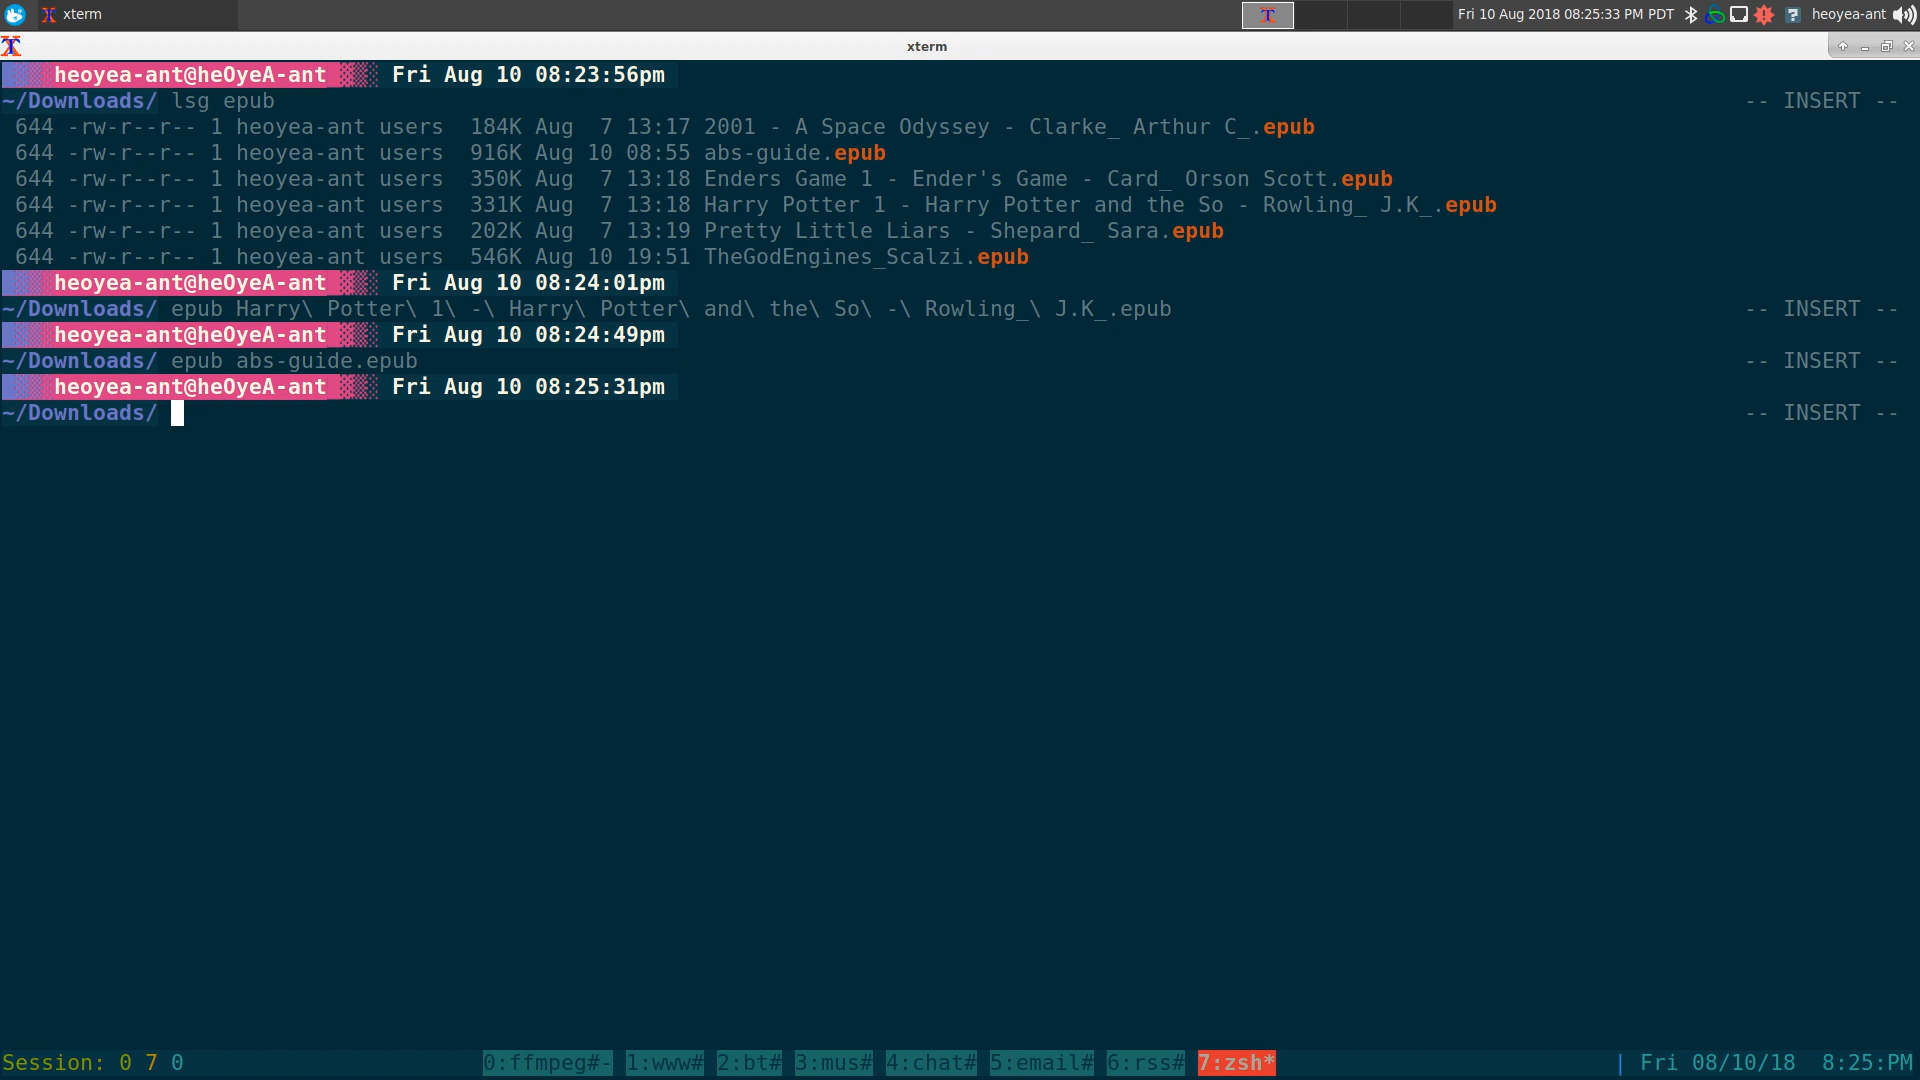 xterm
Fri 10 Aug 2018 08:25:33 PM PDT heoyea-ant
xterm
heoyea-ant@heOyeA-ant Fri Aug 10 08:23:56pm
~/Downloads/ lsg epub -- INSERT --
644 -rw-r--r-- 1 heoyea-ant users 184K Aug 7 13:17 2001 - A Space Odyssey - Clarke_ Arthur C_.epub
644 -rw-r--r-- 1 heoyea-ant users 916K Aug 10 08:55 abs-guide.epub
644 -rw-r--r-- 1 heoyea-ant users 350K Aug 7 13:18 Enders Game 1 - Ender's Game - Card_ Orson Scott.epub
644 -rw-r--r-- 1 heoyea-ant users 331K Aug 7 13:18 Harry Potter 1 - Harry Potter and the So - Rowling_ J.K_.epub
644 -rw-r--r-- 1 heoyea-ant users 202K Aug 7 13:19 Pretty Little Liars - Shepard_ Sara.epub
644 -rw-r--r-- 1 heoyea-ant users 546K Aug 10 19:51 TheGodEngines_Scalzi.epub
heoyea-ant@heOyeA-ant Fri Aug 10 08:24:01pm
~/Downloads/ epub Harry\ Potter\ 1\ -\ Harry\ Potter\ and\ the\ So\ -\ Rowling_\ J.K_.epub -- INSERT --
heoyea-ant@heOyeA-ant Fri Aug 10 08:24:49pm
~/Downloads/ epub abs-guide.epub -- INSERT --
heoyea-ant@heOyeA-ant Fri Aug 10 08:25:31pm
~/Downloads/ -- INSERT --
Session: 0 7 0 0:ffmpeg#- 1:www# 2:bt# 3:mus# 4:chat# 5:email# 6:rss# 7:zsh* | Fri 08/10/18 8:25:PM